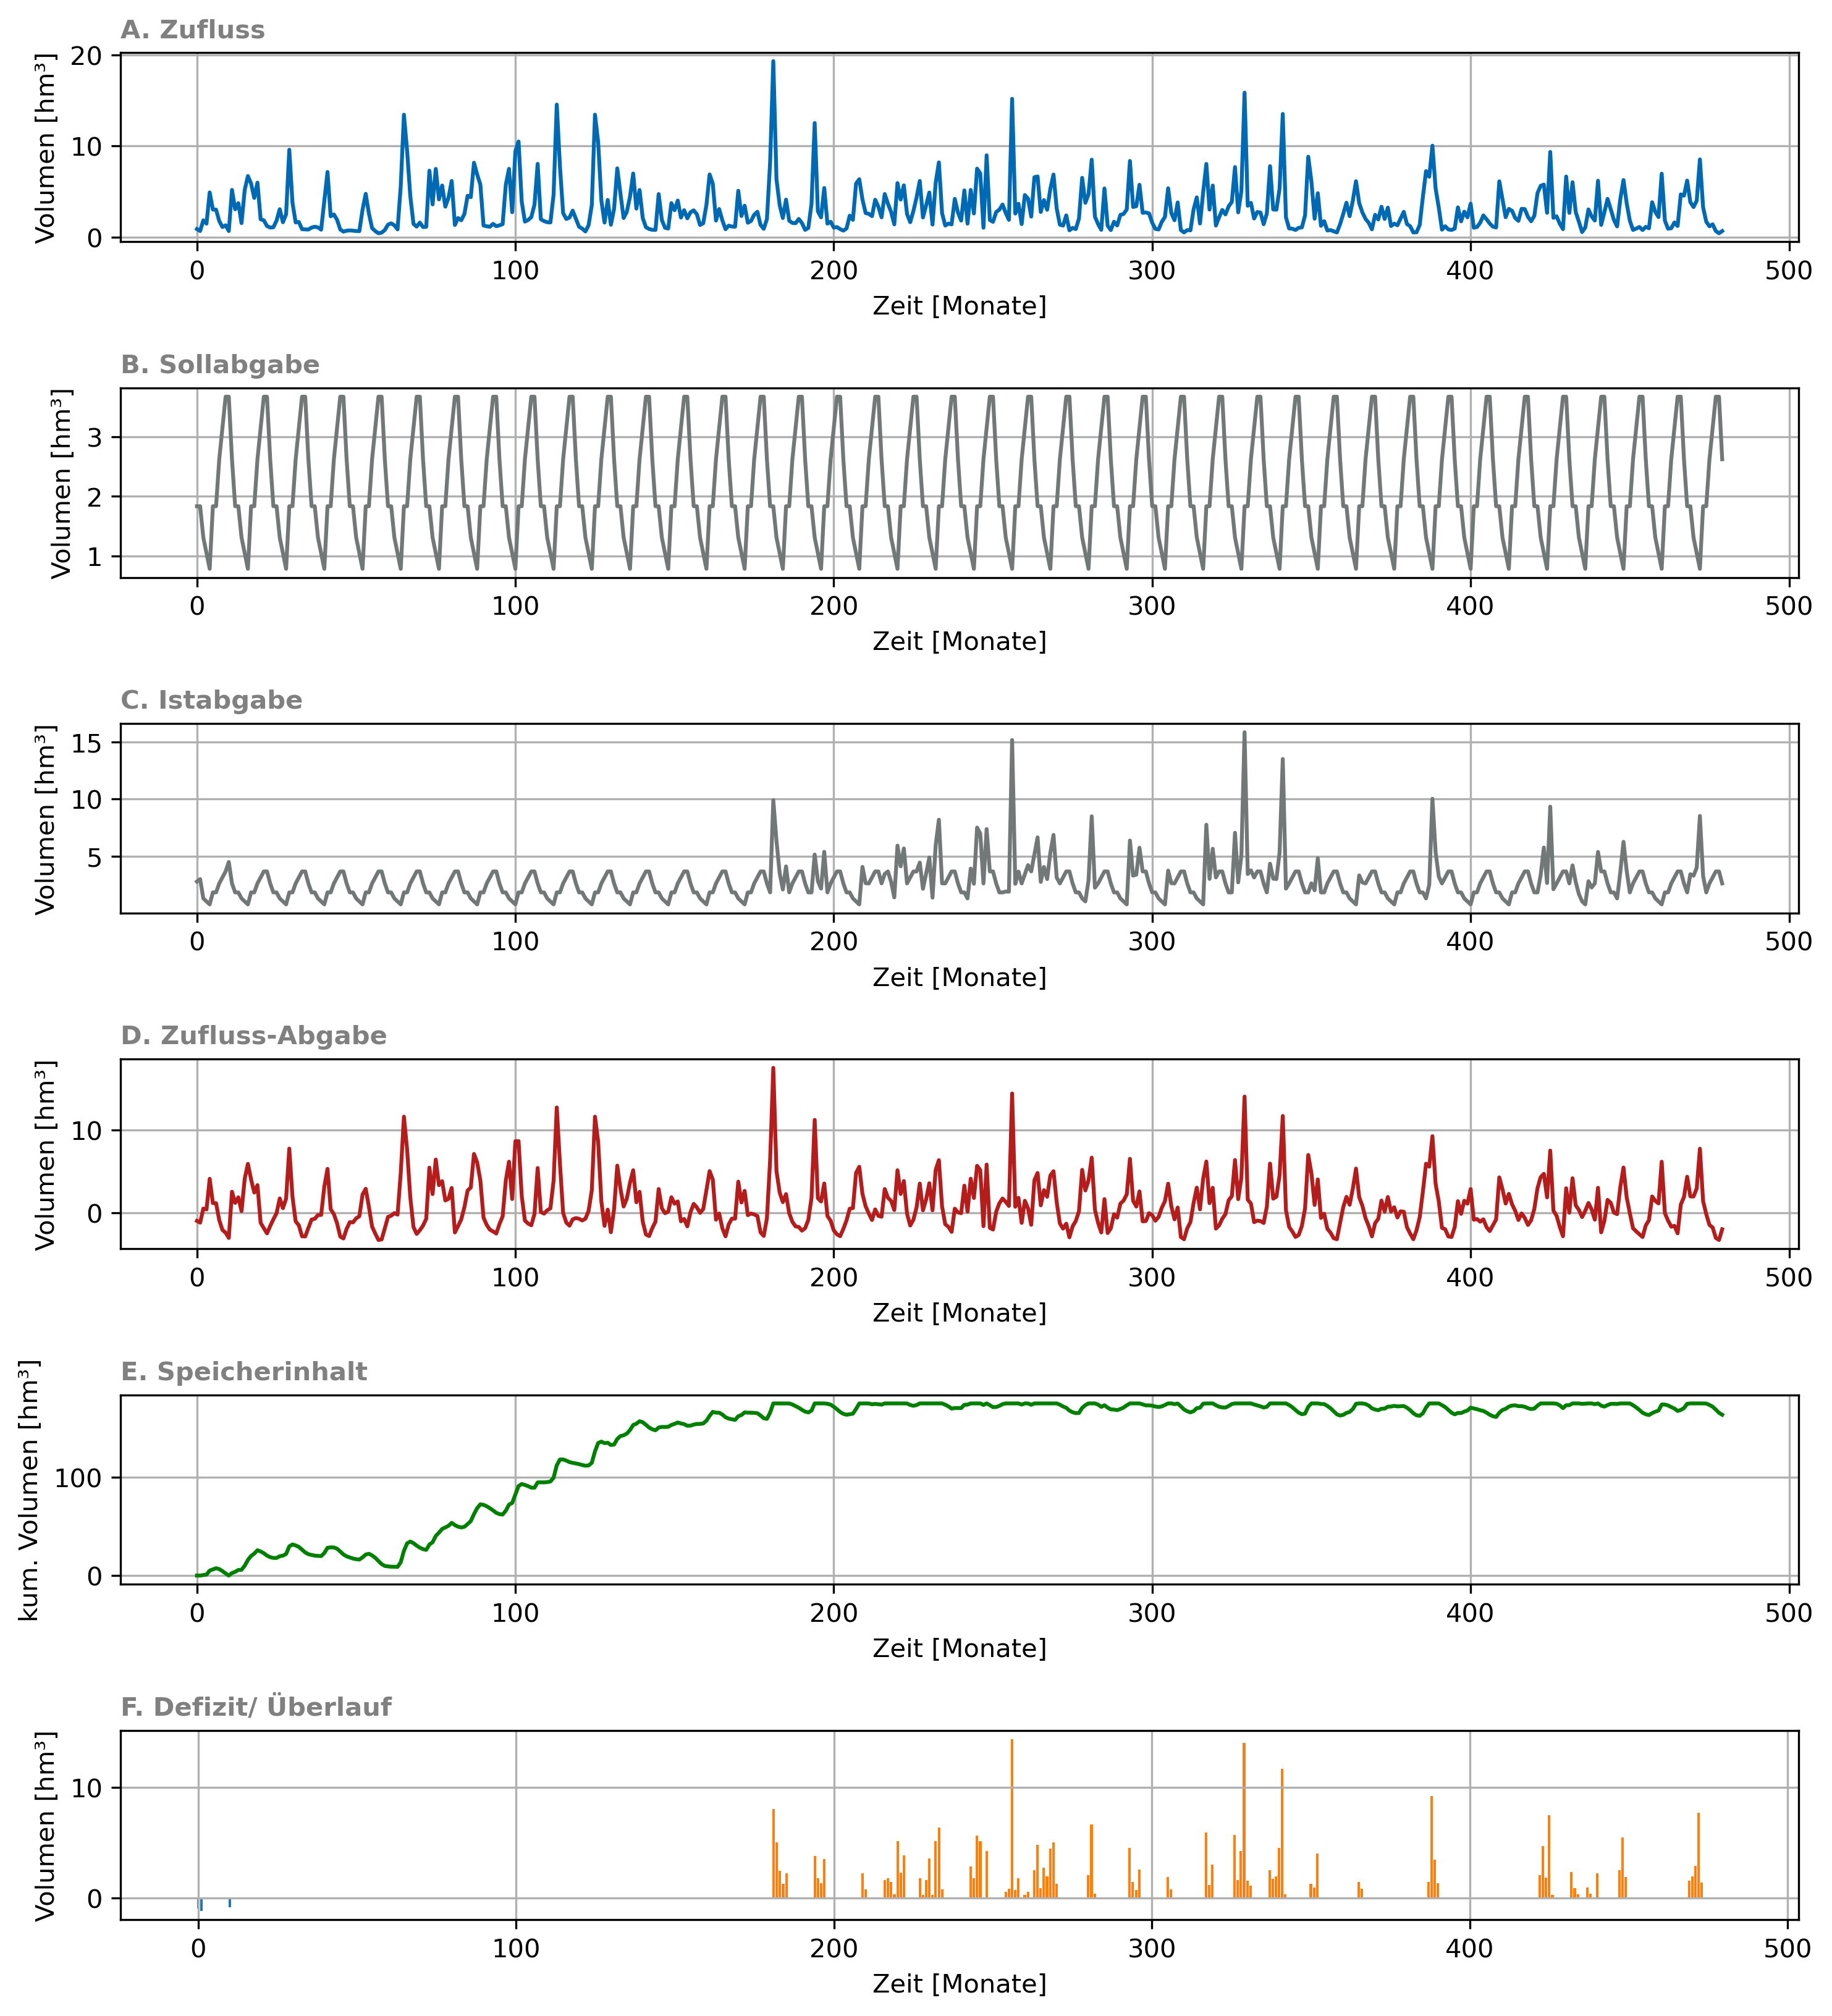 A. Zufluss
Volumen [hm³]
20
10
0
0 100 200 300 400 500
Zeit [Monate]
B. Sollabgabe
Volumen [hm³]
3
2
1
0 100 200 300 400 500
Zeit [Monate]
C. Istabgabe
Volumen [hm³]
15
10
5
0 100 200 300 400 500
Zeit [Monate]
D. Zufluss-Abgabe
Volumen [hm³]
10
0
0 100 200 300 400 500
Zeit [Monate]
E. Speicherinhalt
kum. Volumen [hm³]
100
0
0 100 200 300 400 500
Zeit [Monate]
F. Defizit/ Überlauf
Volumen [hm³]
10
0
0 100 200 300 400 500
Zeit [Monate]